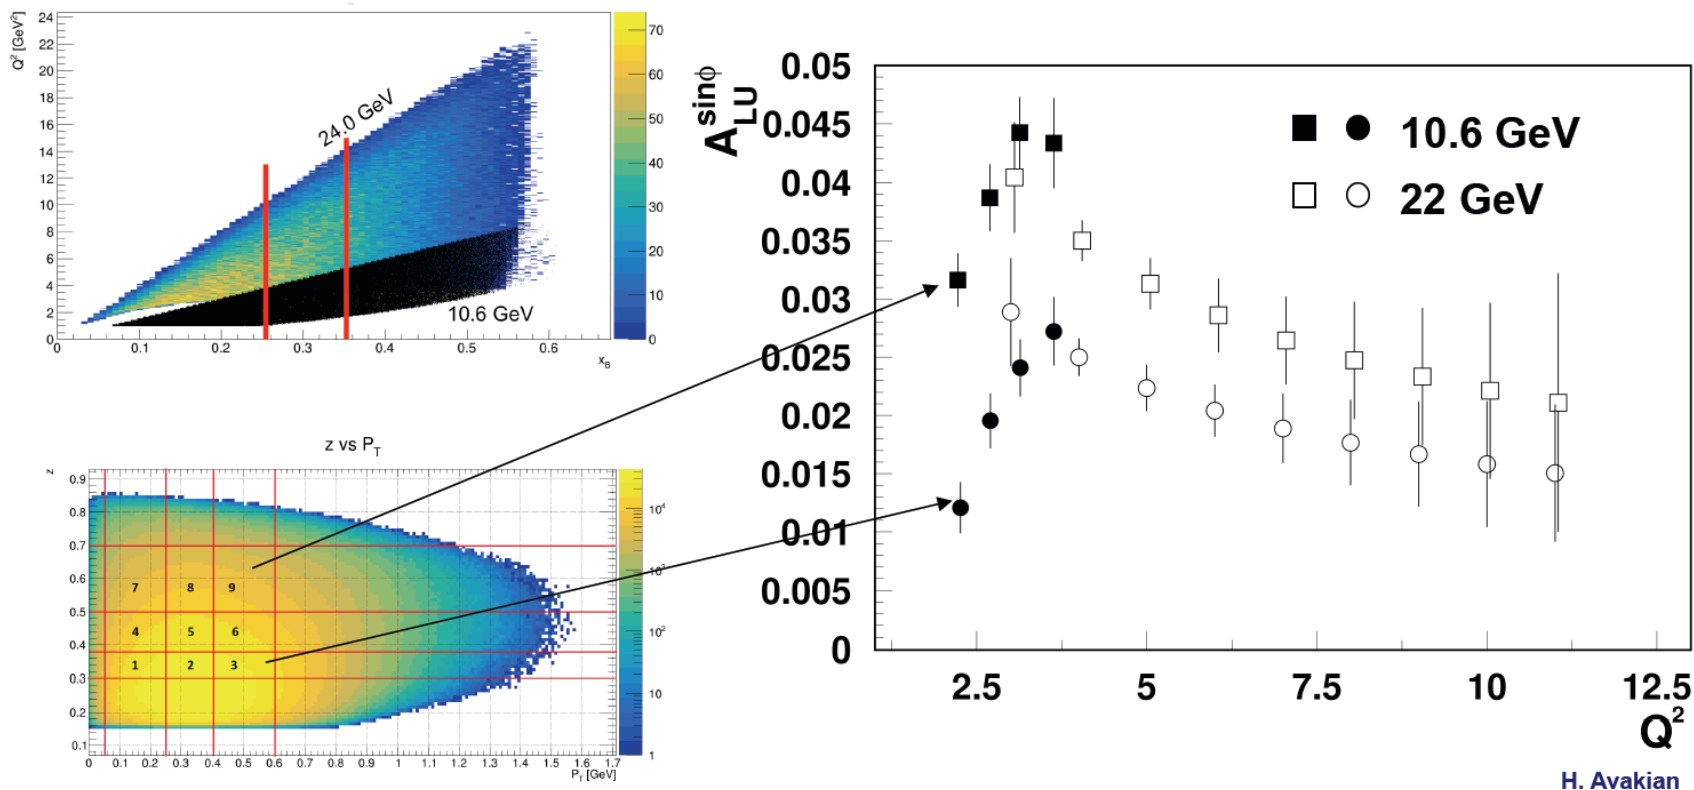 Q² [GeV²]
24
22
20
18
16
14
12
10
8
6
4
2
0
0 0.1 0.2 0.3 0.4 0.5 0.6
x_B
24.0 GeV
10.6 GeV
70
60
50
40
30
20
10
0
z vs P_T
z
0.9
0.8
0.7
0.6
0.5
0.4
0.3
0.2
0.1
7 8 9
4 5 6
1 2 3
0 0.1 0.2 0.3 0.4 0.5 0.6 0.7 0.8 0.9 1 1.1 1.2 1.3 1.4 1.5 1.6 1.7
P_T [GeV]
10⁴
10³
10²
10
1
A_LU^sinϕ
0.05
0.045
0.04
0.035
0.03
0.025
0.02
0.015
0.01
0.005
0
10.6 GeV
22 GeV
2.5 5 7.5 10 12.5
Q²
H. Avakian